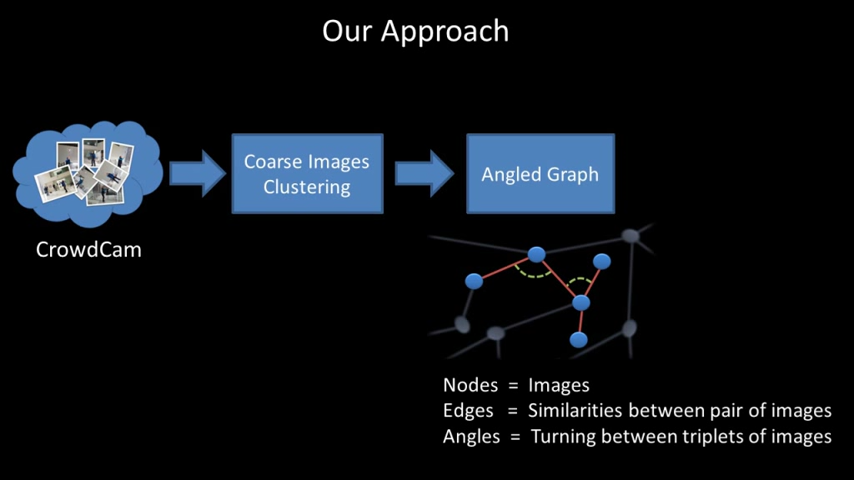 Our Approach
Coarse Images
Clustering
Angled Graph
CrowdCam
Nodes = Images
Edges = Similarities between pair of images
Angles = Turning between triplets of images